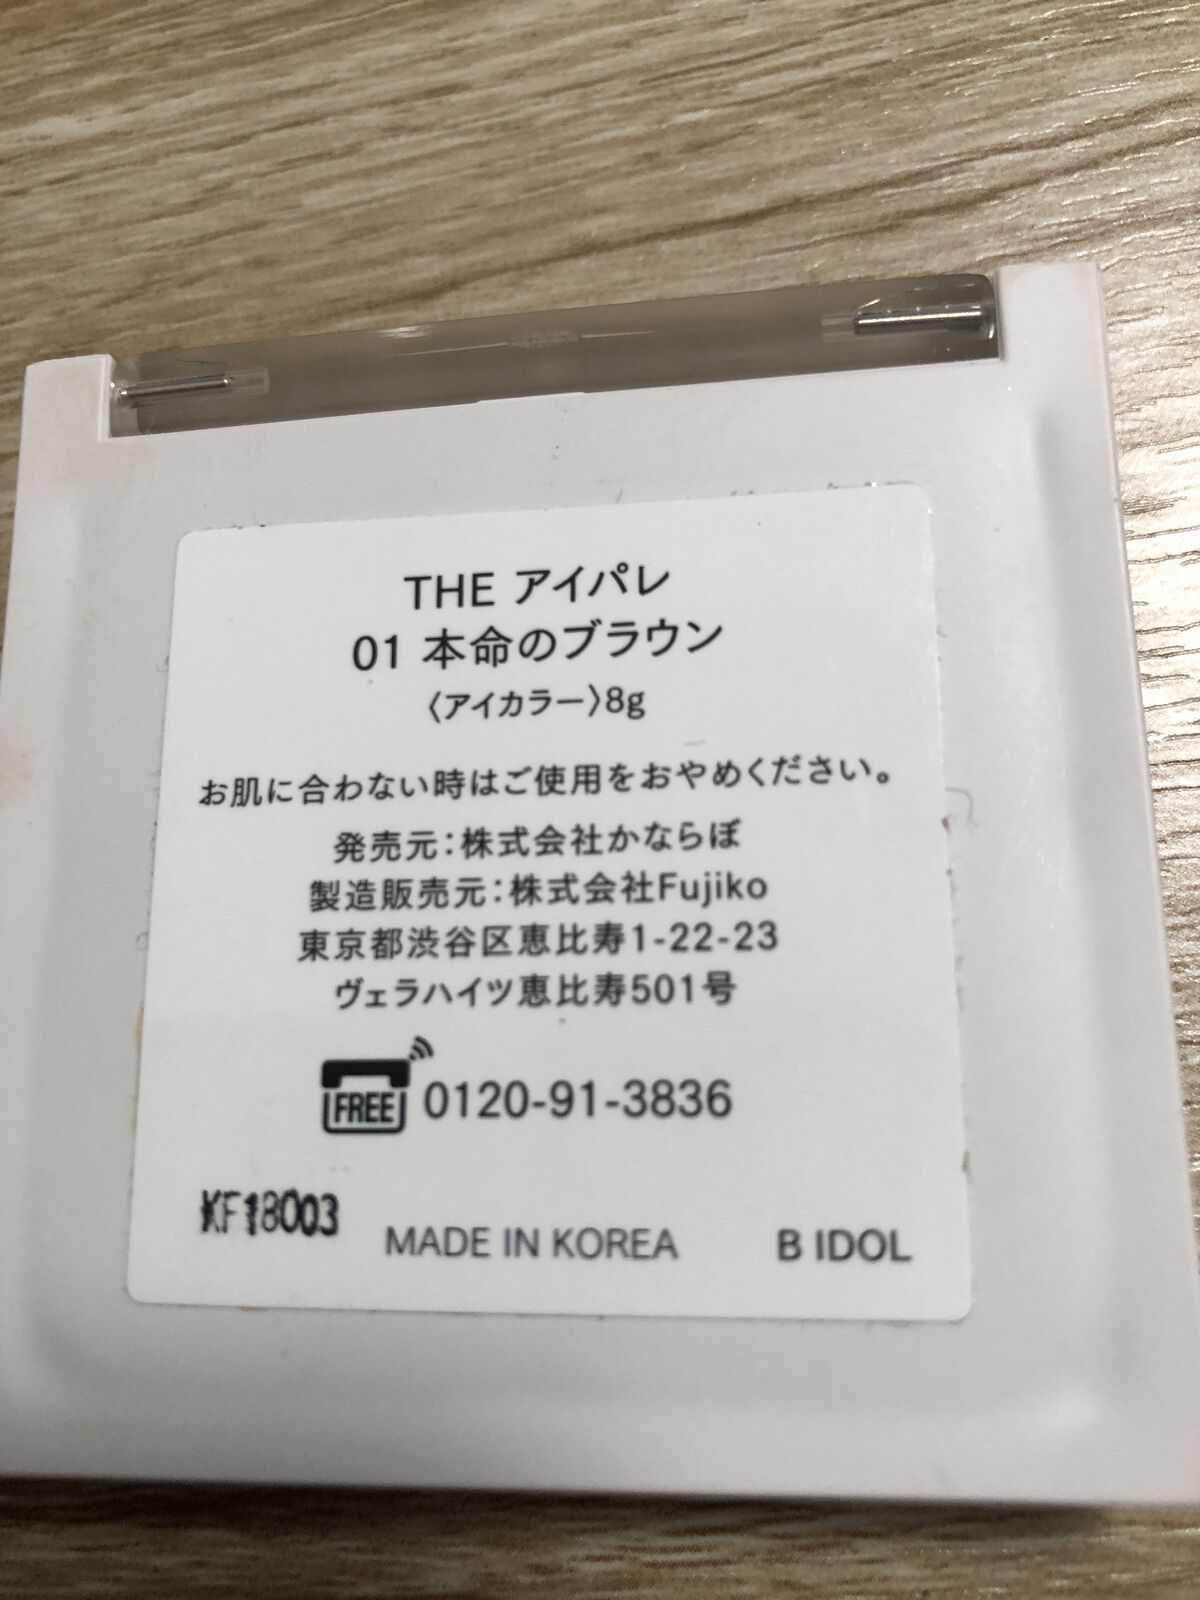 THE アイパレ
01 本命のブラウン
〈アイカラー〉8g
お肌に合わない時はご使用をおやめください。
発売元：株式会社かならぼ
製造販売元：株式会社Fujiko
東京都渋谷区恵比寿1-22-23
ヴェラハイツ恵比寿501号
FREE 0120-91-3836
KF18003
MADE IN KOREA B IDOL